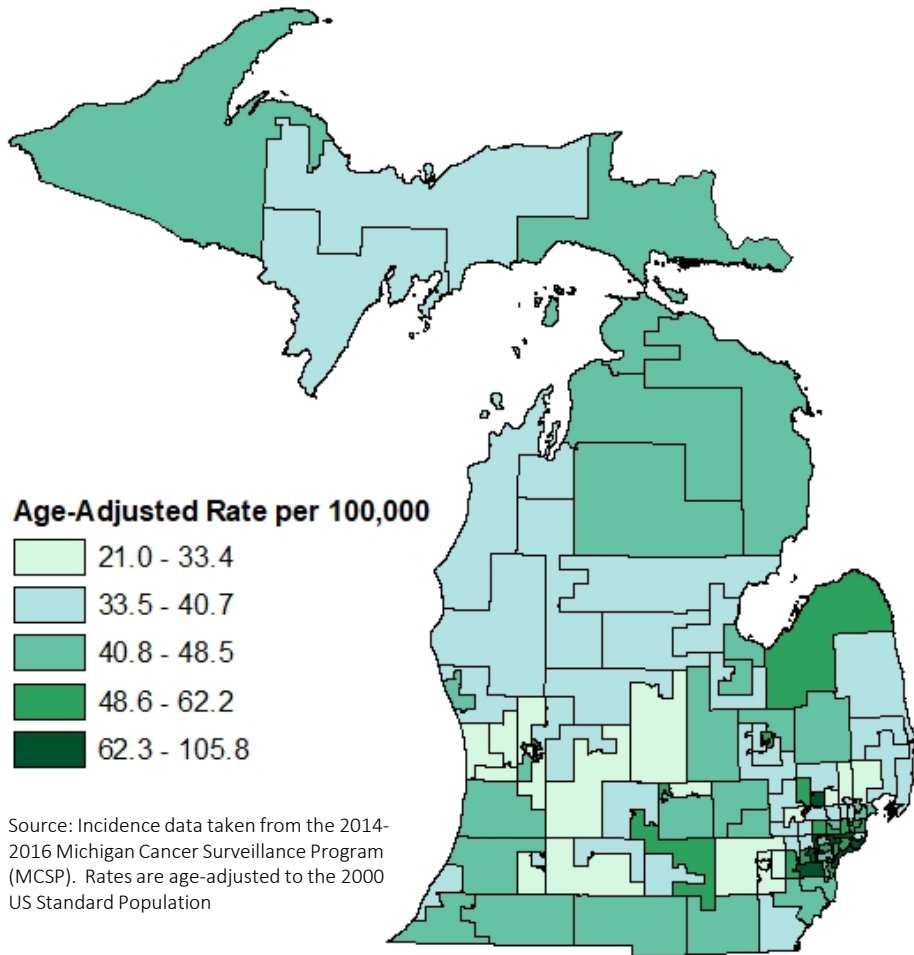 Age-Adjusted Rate per 100,000
21.0 - 33.4
33.5 - 40.7
40.8 - 48.5
48.6 - 62.2
62.3 - 105.8
Source: Incidence data taken from the 2014-
2016 Michigan Cancer Surveillance Program
(MCSP). Rates are age-adjusted to the 2000
US Standard Population